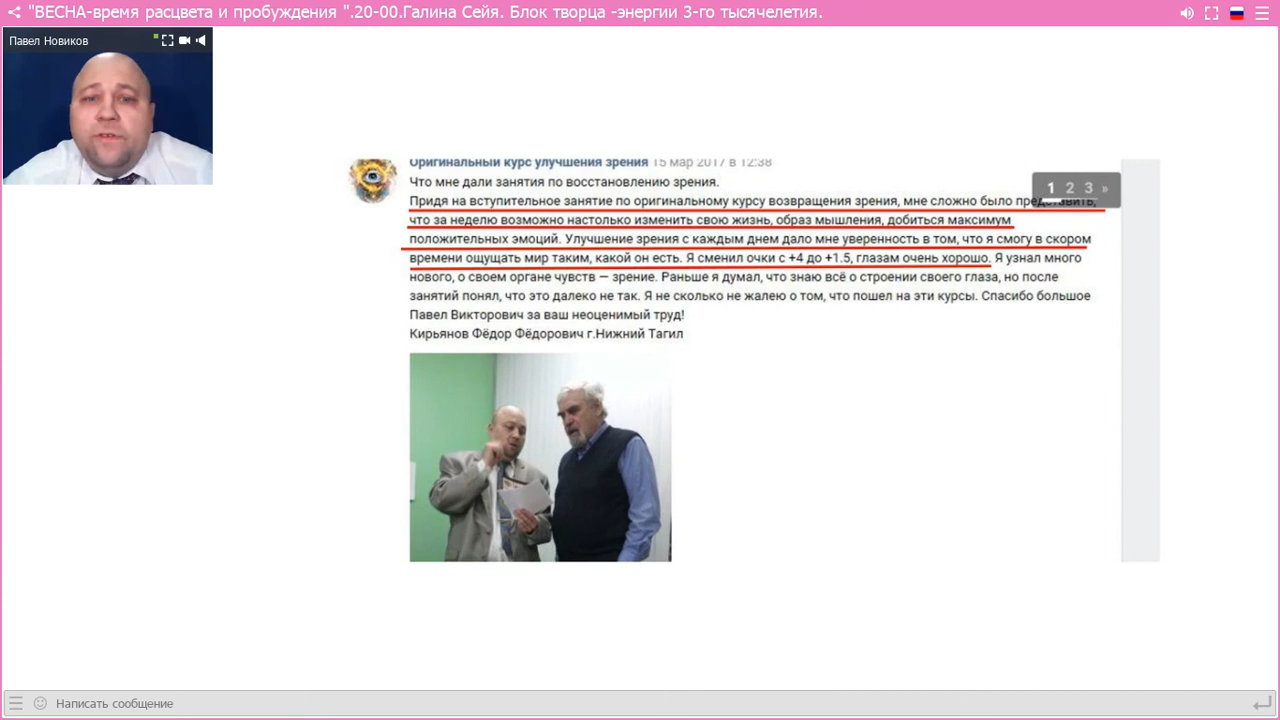 "ВЕСНА-время расцвета и пробуждения ".20-00.Галина Сейя. Блок творца -энергии 3-го тысячелетия.
Павел Новиков
Оригинальный курс улучшения зрения 15 мар 2017 в 12:38
Что мне дали занятия по восстановлению зрения.
1 2 3 »
Придя на вступительное занятие по оригинальному курсу возвращения зрения, мне сложно было представить,
что за неделю возможно настолько изменить свою жизнь, образ мышления, добиться максимум
положительных эмоций. Улучшение зрения с каждым днем дало мне уверенность в том, что я смогу в скором
времени ощущать мир таким, какой он есть. Я сменил очки с +4 до +1.5, глазам очень хорошо. Я узнал много
нового, о своем органе чувств — зрение. Раньше я думал, что знаю всё о строении своего глаза, но после
занятий понял, что это далеко не так. Я не сколько не жалею о том, что пошел на эти курсы. Спасибо большое
Павел Викторович за ваш неоценимый труд!
Кирьянов Фёдор Фёдорович г.Нижний Тагил
Написать сообщение